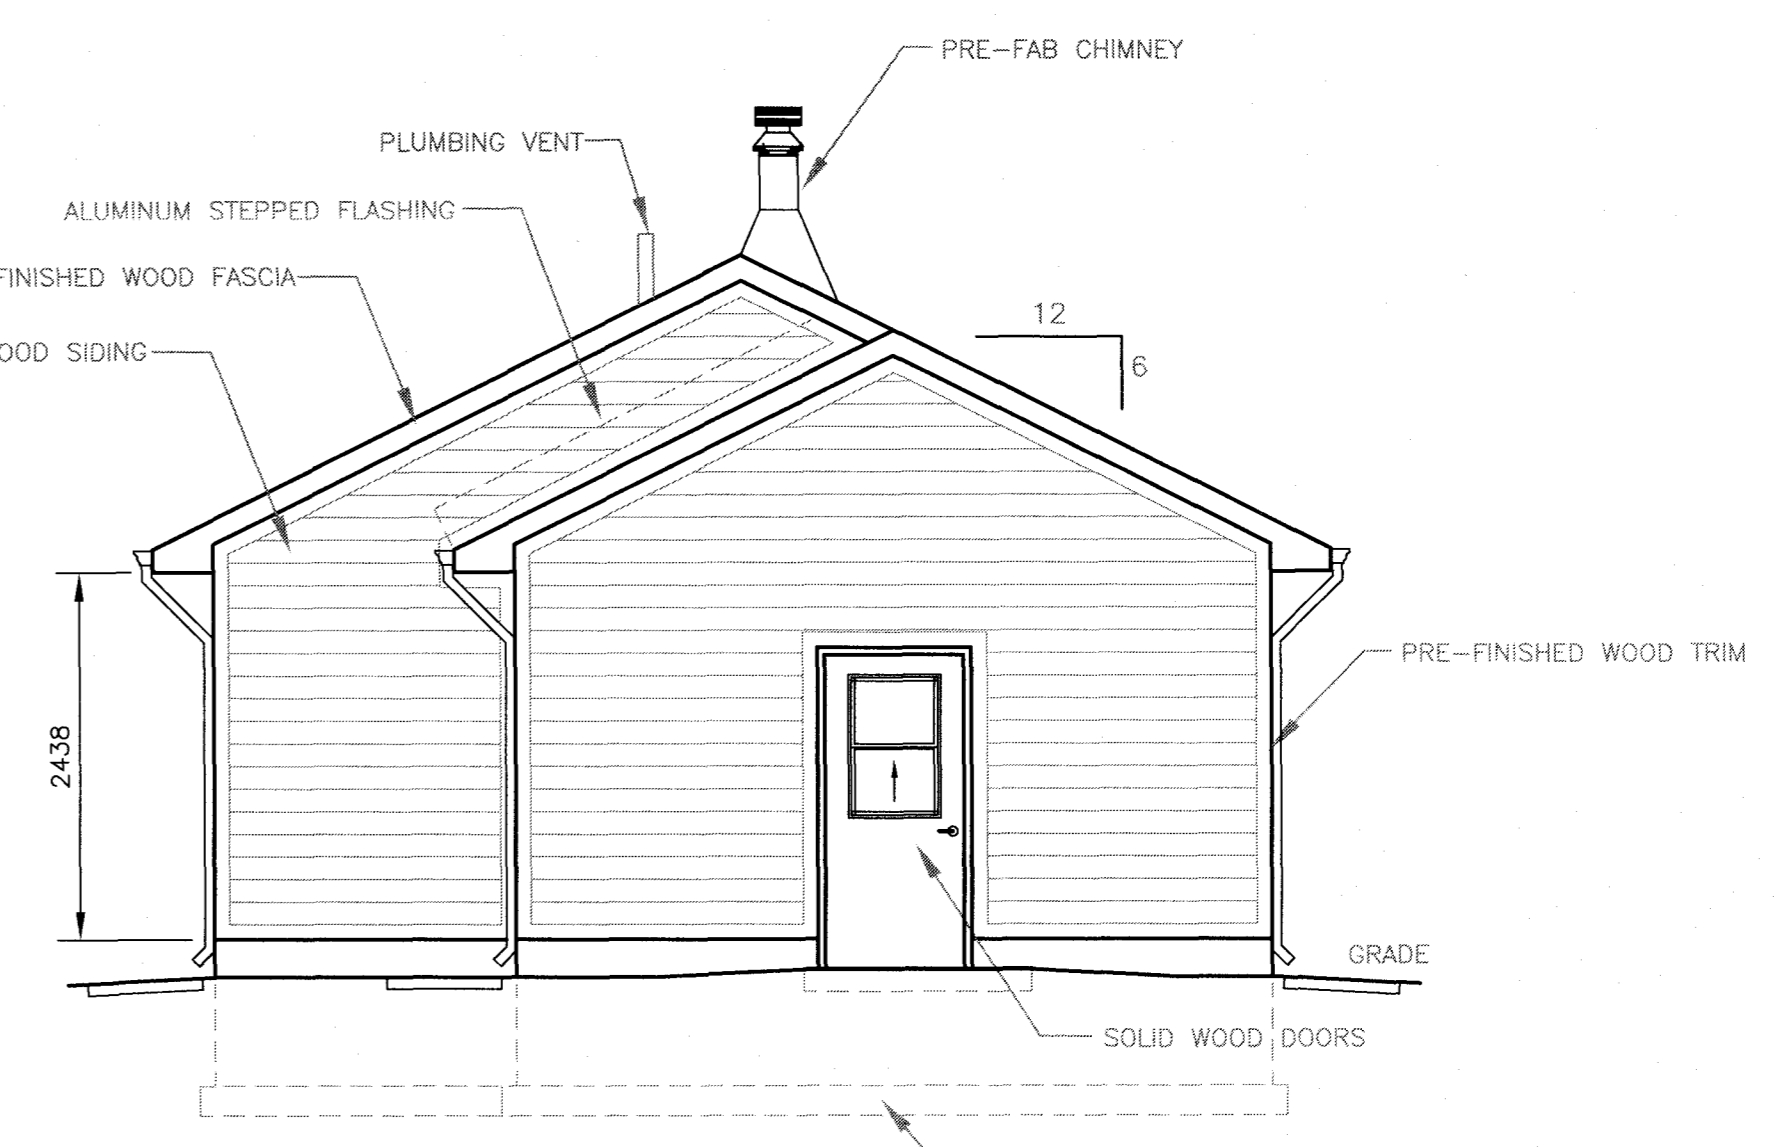 PRE-FAB CHIMNEY
PLUMBING VENT
ALUMINUM STEPPED FLASHING
FINISHED WOOD FASCIA
12
6
OOD SIDING
PRE-FINISHED WOOD TRIM
2438
GRADE
SOLID WOOD DOORS